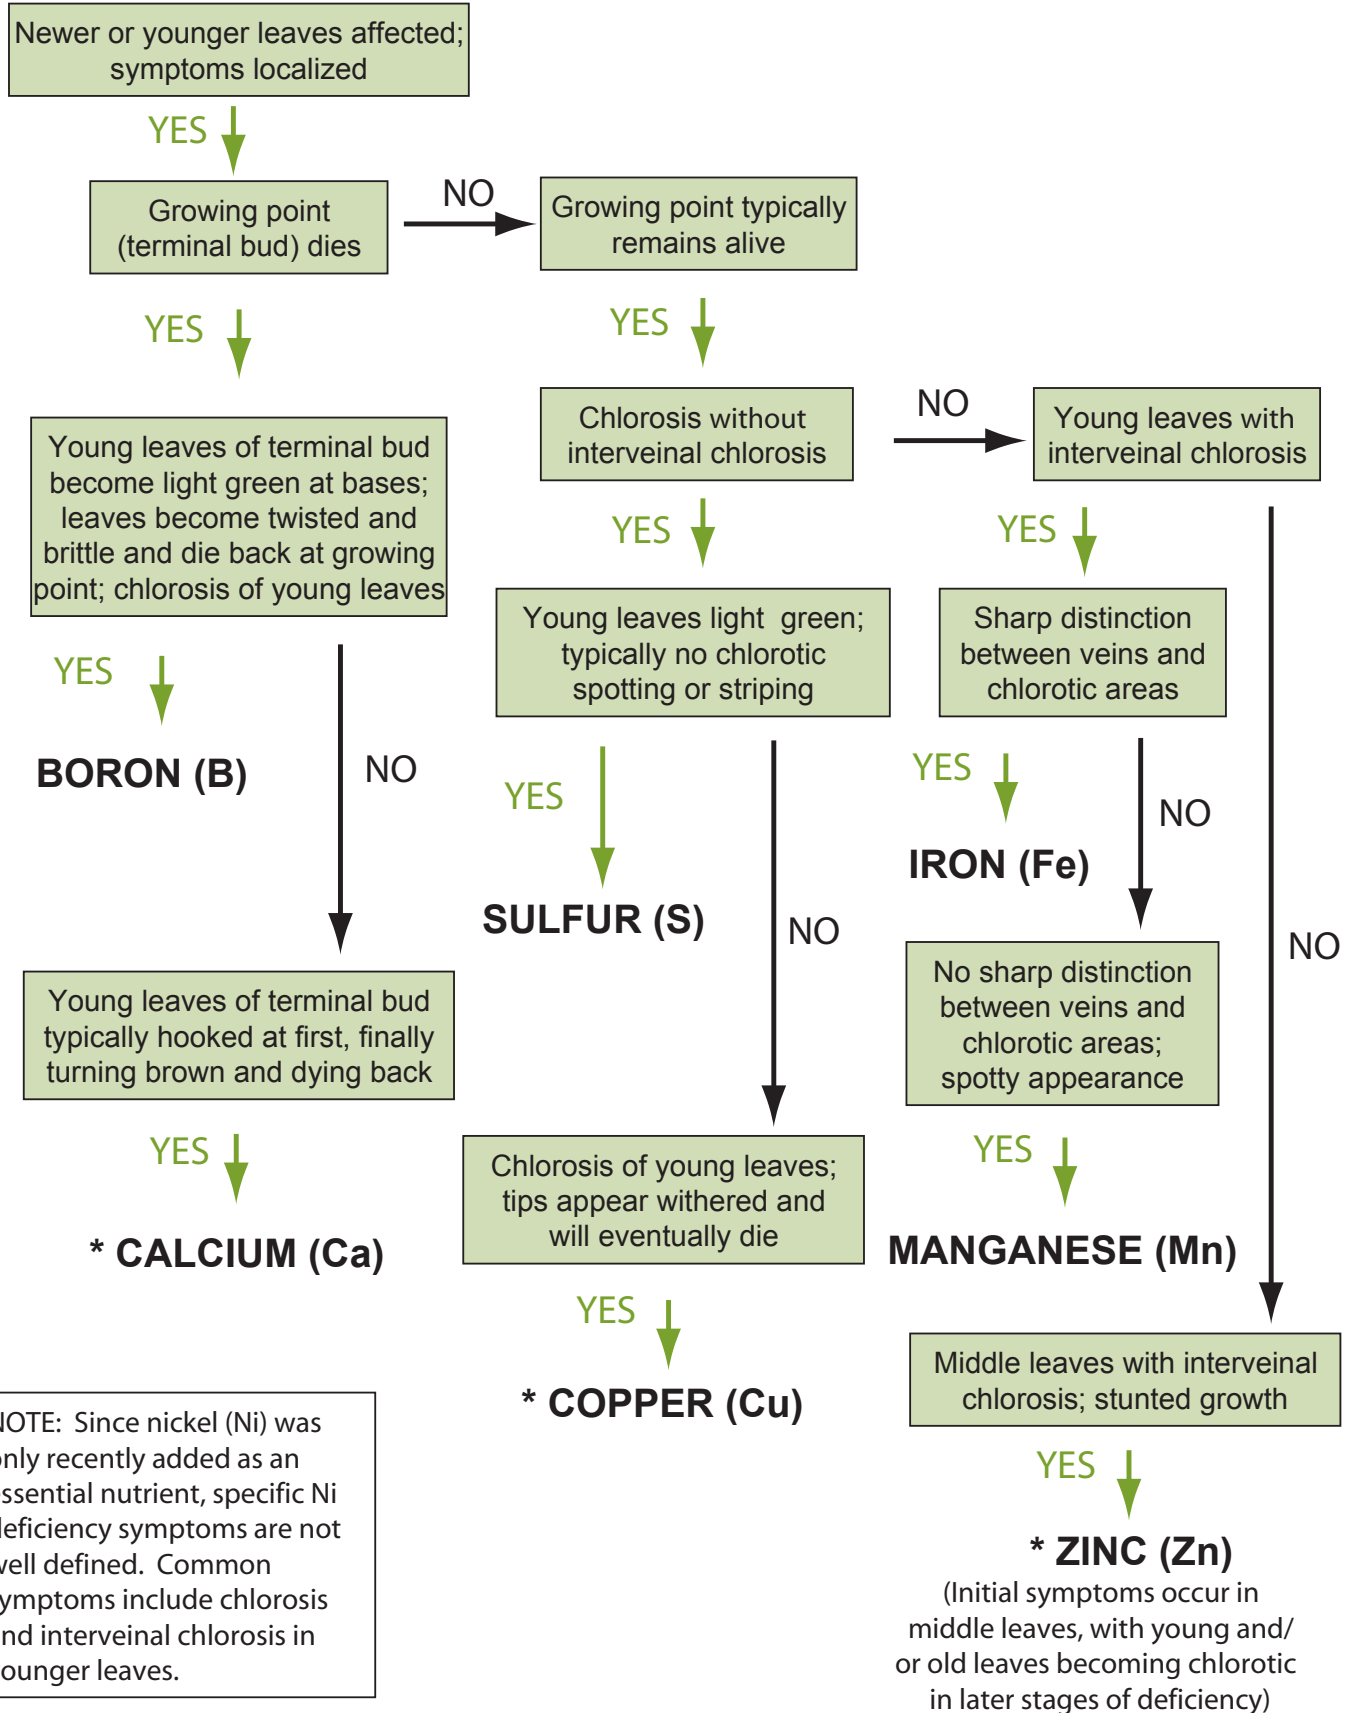 Newer or younger leaves affected;
symptoms localized
YES
Growing point
(terminal bud) dies
NO
Growing point typically
remains alive
YES
YES
Chlorosis without
interveinal chlorosis
NO
Young leaves with
interveinal chlorosis
Young leaves of terminal bud
become light green at bases;
leaves become twisted and
brittle and die back at growing
point; chlorosis of young leaves
YES
YES
Young leaves light green;
typically no chlorotic
spotting or striping
Sharp distinction
between veins and
chlorotic areas
YES
BORON (B)
NO
YES
SULFUR (S)
NO
YES
IRON (Fe)
NO
NO
Young leaves of terminal bud
typically hooked at first, finally
turning brown and dying back
No sharp distinction
between veins and
chlorotic areas;
spotty appearance
YES
* CALCIUM (Ca)
Chlorosis of young leaves;
tips appear withered and
will eventually die
YES
MANGANESE (Mn)
YES
* COPPER (Cu)
Middle leaves with interveinal
chlorosis; stunted growth
YES
* ZINC (Zn)
(Initial symptoms occur in
middle leaves, with young and/
or old leaves becoming chlorotic
in later stages of deficiency)
NOTE: Since nickel (Ni) was
only recently added as an
essential nutrient, specific Ni
deficiency symptoms are not
well defined. Common
symptoms include chlorosis
and interveinal chlorosis in
younger leaves.